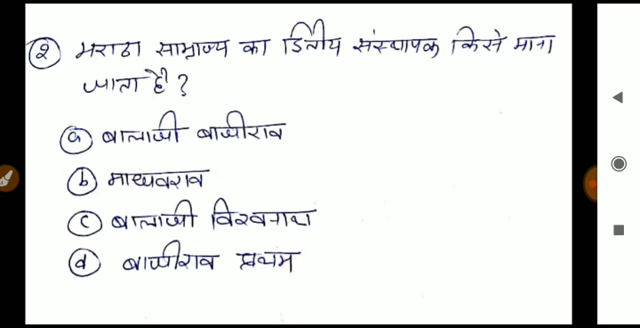 ② मराठा साम्राज्य का द्वितीय संस्थापक किसे माना
जाता है ?
ⓐ बालाजी बाजीराव
ⓑ माधवराव
ⓒ बालाजी विश्वनाथ
ⓓ बाजीराव प्रथम